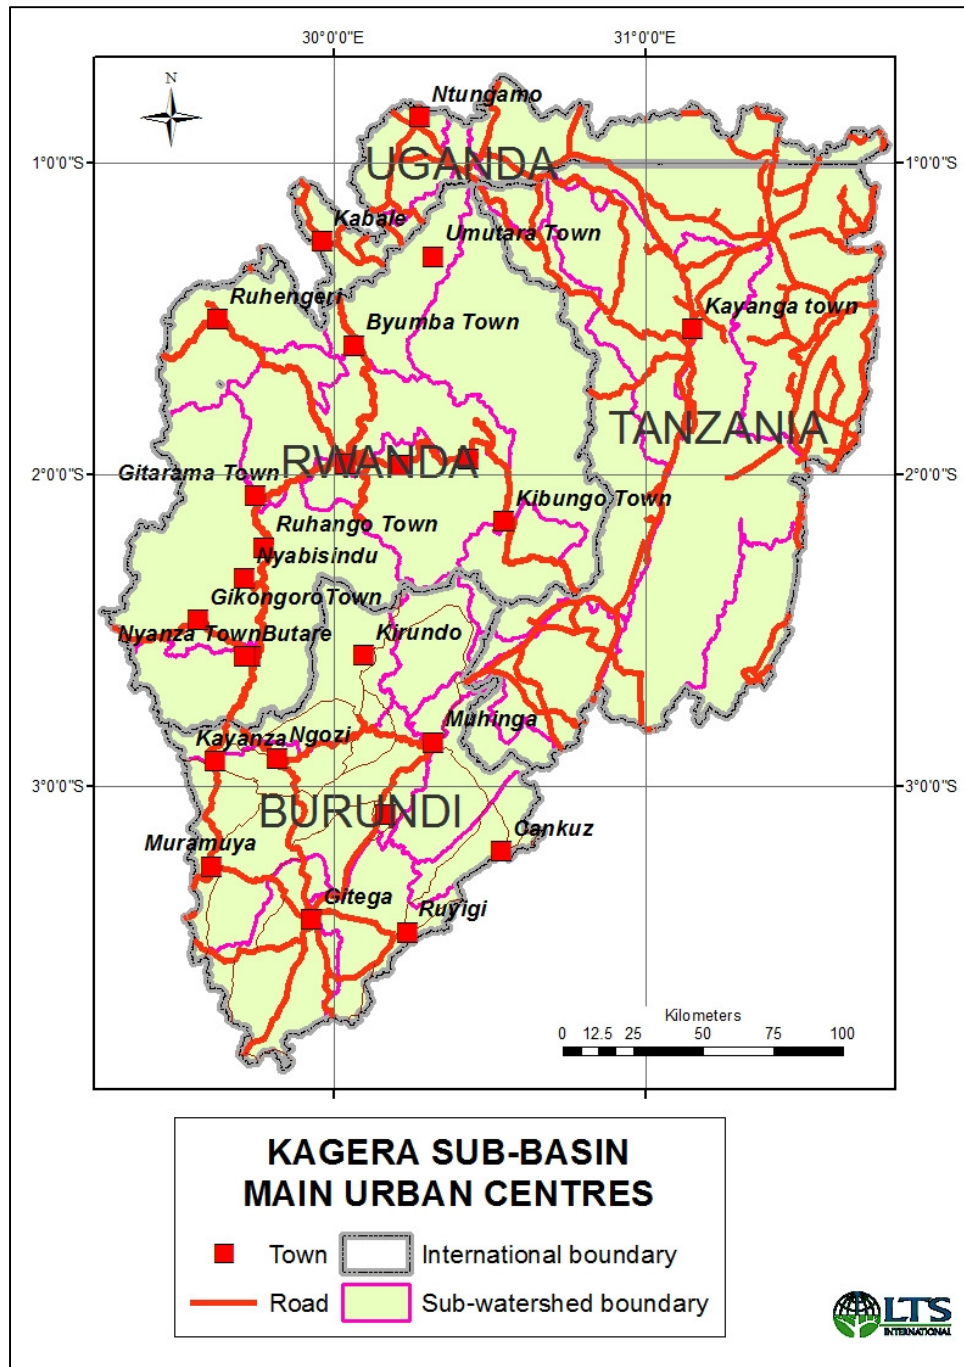 30°0'0"E 31°0'0"E
N
Ntungamo
1°0'0"S UGANDA 1°0'0"S
Kabale
Umutara Town
Ruhengeri
Kayanga town
Byumba Town
TANZANIA
RWANDA
Gitarama Town
2°0'0"S 2°0'0"S
Kibungo Town
Ruhango Town
Nyabisindu
GikongoroTown
Nyanza TownButare
Kirundo
Muhinga
Kayanza
Ngozi
3°0'0"S 3°0'0"S
BURUNDI
Cankuz
Muramuya
Gitega
Ruyigi
Kilometers
0 12.5 25 50 75 100
KAGERA SUB-BASIN
MAIN URBAN CENTRES
Town International boundary
Road Sub-watershed boundary
LTS
INTERNATIONAL